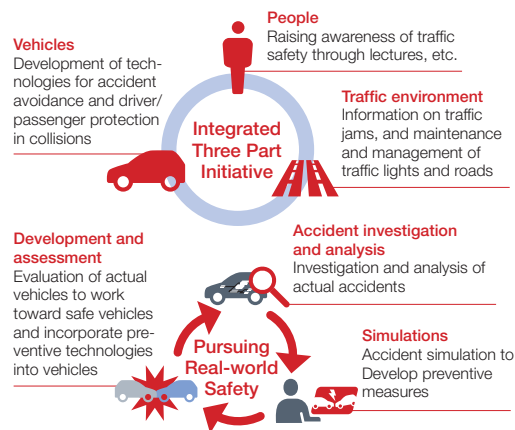 People
Raising awareness of traffic
safety through lectures, etc.
Vehicles
Development of tech-
nologies for accident
avoidance and driver/
passenger protection
in collisions
Traffic environment
Information on traffic
jams, and maintenance
and management of
traffic lights and roads
Integrated
Three Part
Initiative
Accident investigation
and analysis
Investigation and analysis of
actual accidents
Development and
assessment
Evaluation of actual
vehicles to work
toward safe vehicles
and incorporate pre-
ventive technologies
into vehicles
Simulations
Accident simulation to
Develop preventive
measures
Pursuing
Real-world
Safety